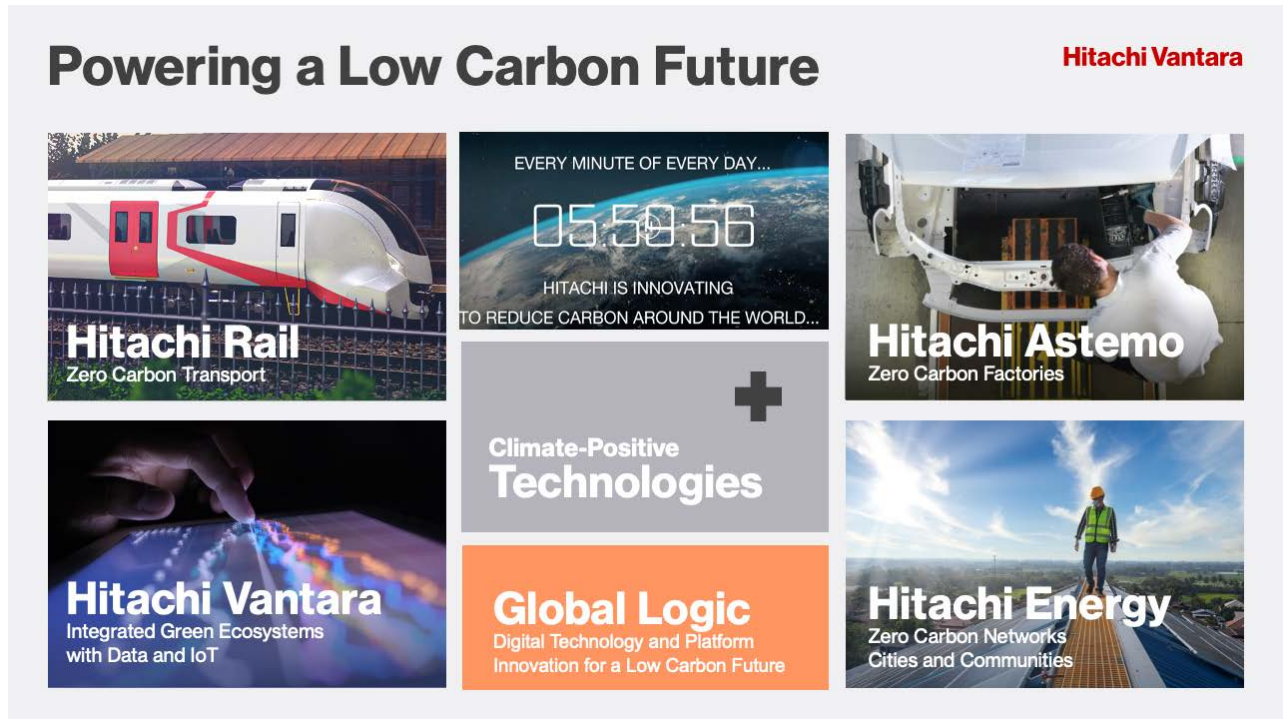 Powering a Low Carbon Future
Hitachi Vantara
Hitachi Rail
Zero Carbon Transport
EVERY MINUTE OF EVERY DAY...
05:59:56
HITACHI IS INNOVATING
TO REDUCE CARBON AROUND THE WORLD...
Hitachi Astemo
Zero Carbon Factories
Climate-Positive
Technologies
Hitachi Vantara
Integrated Green Ecosystems
with Data and IoT
Global Logic
Digital Technology and Platform
Innovation for a Low Carbon Future
Hitachi Energy
Zero Carbon Networks
Cities and Communities